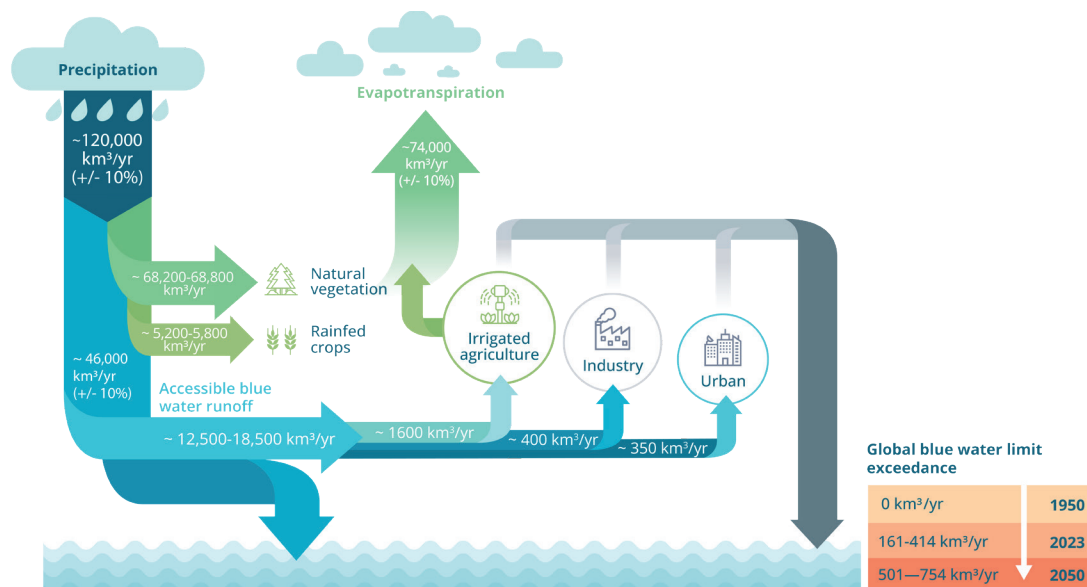 Precipitation
~120,000
km³/yr
(+/- 10%)
Evapotranspiration
~74,000
km³/yr
(+/- 10%)
~ 68,200-68,800
km³/yr
Natural
vegetation
~ 5,200-5,800
km³/yr
Rainfed
crops
~ 46,000
km³/yr
(+/- 10%)
Accessible blue
water runoff
~ 12,500-18,500 km³/yr
~ 1600 km³/yr
~ 400 km³/yr
~ 350 km³/yr
Irrigated
agriculture
Industry
Urban
Global blue water limit
exceedance
0 km³/yr 1950
161-414 km³/yr 2023
501—754 km³/yr 2050